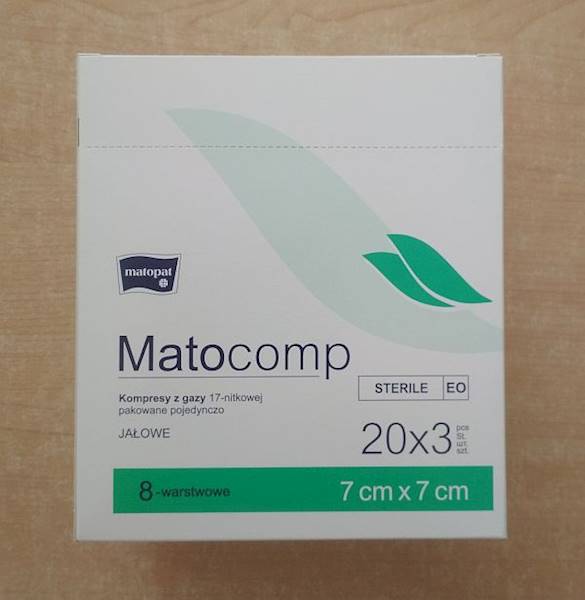 matopat
Matocomp
Kompresy z gazy 17-nitkowej
pakowane pojedynczo
JAŁOWE
STERILE EO
20x3
pcs
St.
шт.
szt.
8-warstwowe
7 cm x 7 cm